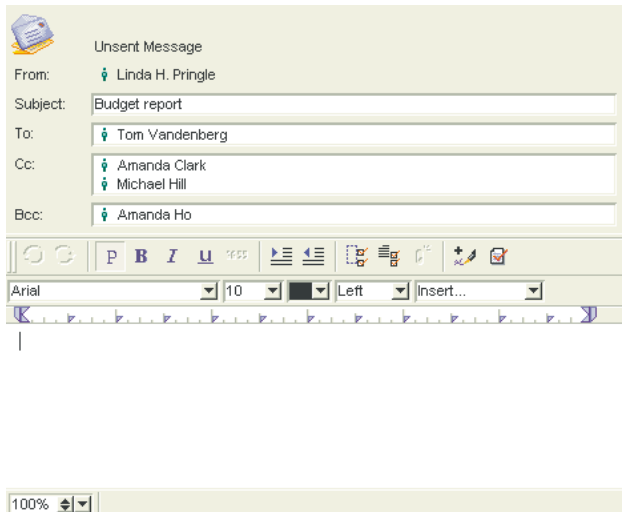 Unsent Message
From: Linda H. Pringle
Subject: Budget report
To: Tom Vandenberg
Cc: Amanda Clark
Michael Hill
Bcc: Amanda Ho
P B I U
Arial 10 Left Insert...
100%